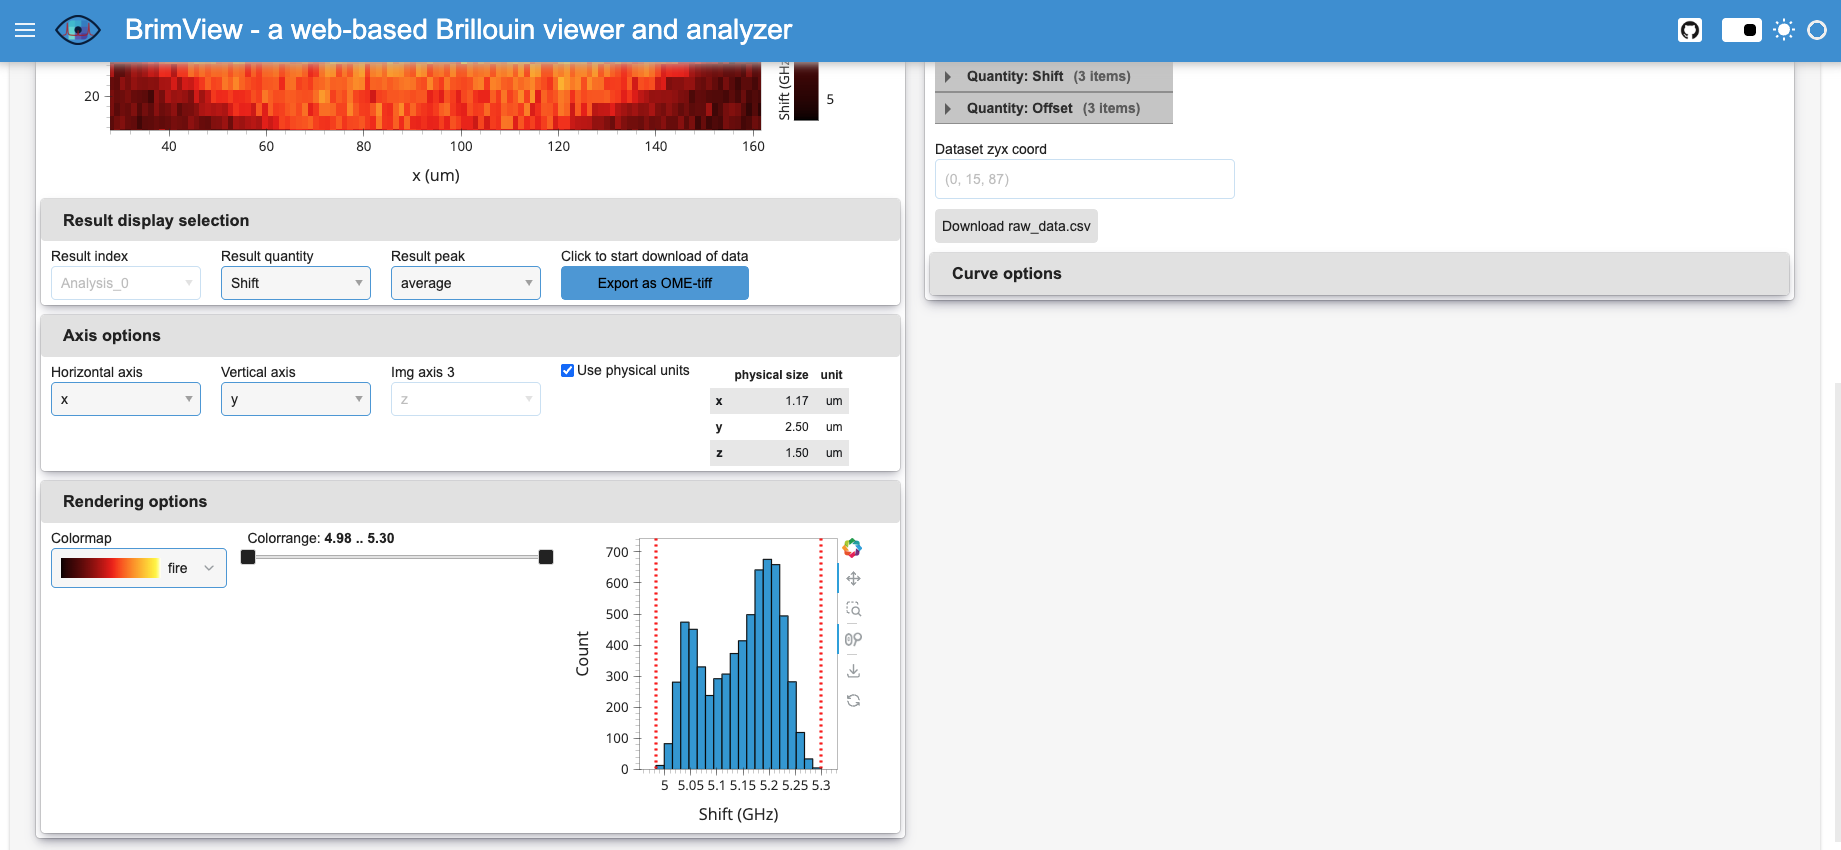 BrimView - a web-based Brillouin viewer and analyzer
20
40 60 80 100 120 140 160
x (um)
Shift (GHz
5
Result display selection
Result index
Analysis_0
Result quantity
Shift
Result peak
average
Click to start download of data
Export as OME-tiff
Axis options
Horizontal axis
x
Vertical axis
y
Img axis 3
z
Use physical units
physical size unit
x 1.17 um
y 2.50 um
z 1.50 um
Rendering options
Colormap
fire
Colorrange: 4.98 .. 5.30
Count
700
600
500
400
300
200
100
0
5 5.05 5.1 5.15 5.2 5.25 5.3
Shift (GHz)
Quantity: Shift (3 items)
Quantity: Offset (3 items)
Dataset zyx coord
(0, 15, 87)
Download raw_data.csv
Curve options